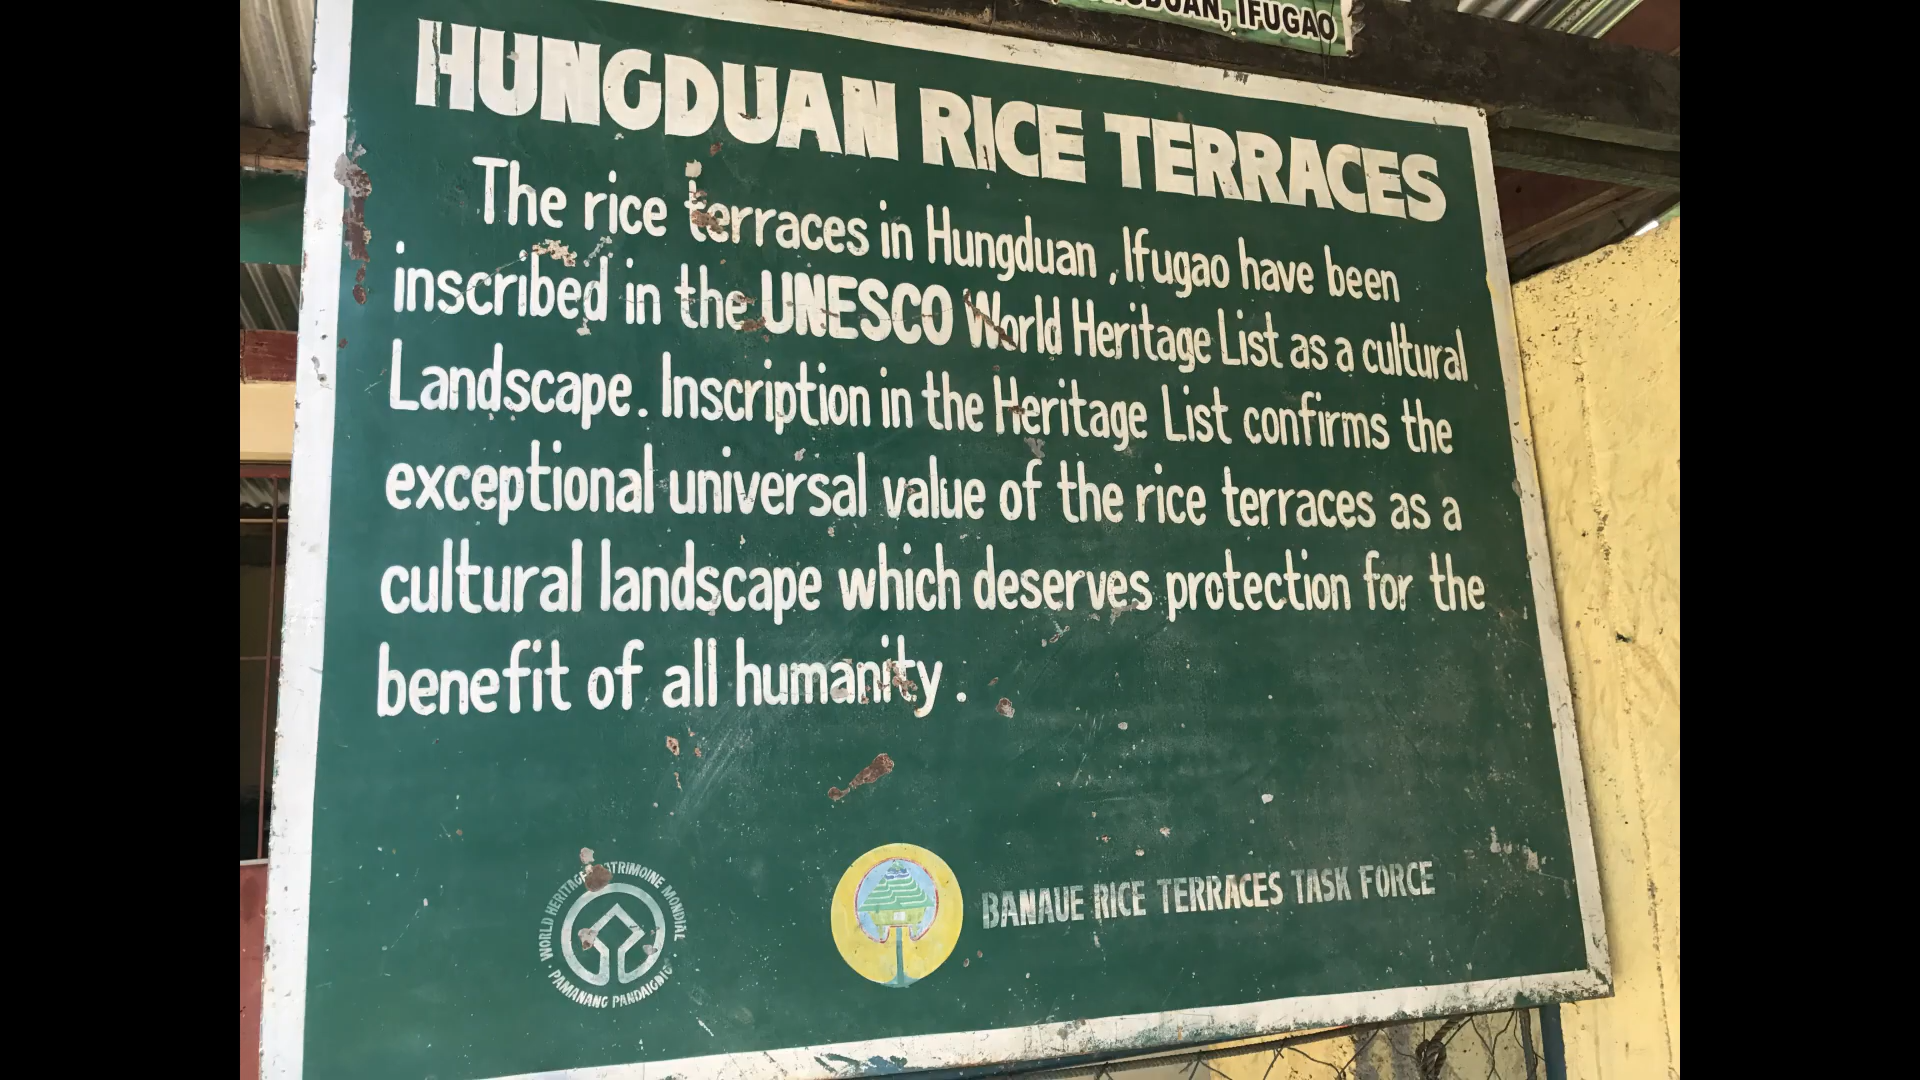 DUAN, IFUGAO
HUNGDUAN RICE TERRACES
The rice terraces in Hungduan , Ifugao have been
inscribed in the UNESCO World Heritage List as a cultural
Landscape. Inscription in the Heritage List confirms the
exceptional universal value of the rice terraces as a
cultural landscape which deserves protection for the
benefit of all humanity.
WORLD HERITAGE · PATRIMOINE MONDIAL ·
PAMANANG PANDAIGDIG
BANAUE RICE TERRACES TASK FORCE